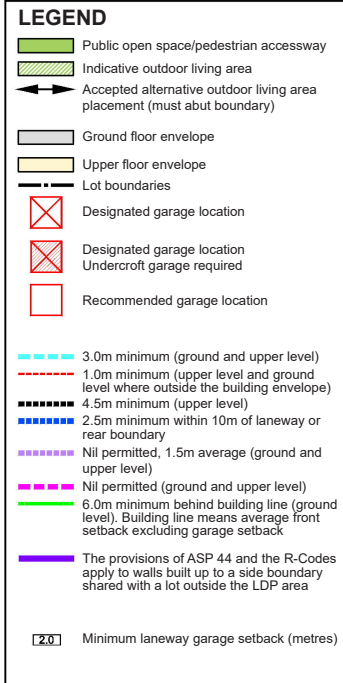 LEGEND
Public open space/pedestrian accessway
Indicative outdoor living area
Accepted alternative outdoor living area
placement (must abut boundary)
Ground floor envelope
Upper floor envelope
Lot boundaries
Designated garage location
Designated garage location
Undercroft garage required
Recommended garage location
3.0m minimum (ground and upper level)
1.0m minimum (upper level and ground
level where outside the building envelope)
4.5m minimum (upper level)
2.5m minimum within 10m of laneway or
rear boundary
Nil permitted, 1.5m average (ground and
upper level)
Nil permitted (ground and upper level)
6.0m minimum behind building line (ground
level). Building line means average front
setback excluding garage setback
The provisions of ASP 44 and the R-Codes
apply to walls built up to a side boundary
shared with a lot outside the LDP area
2.0 Minimum laneway garage setback (metres)